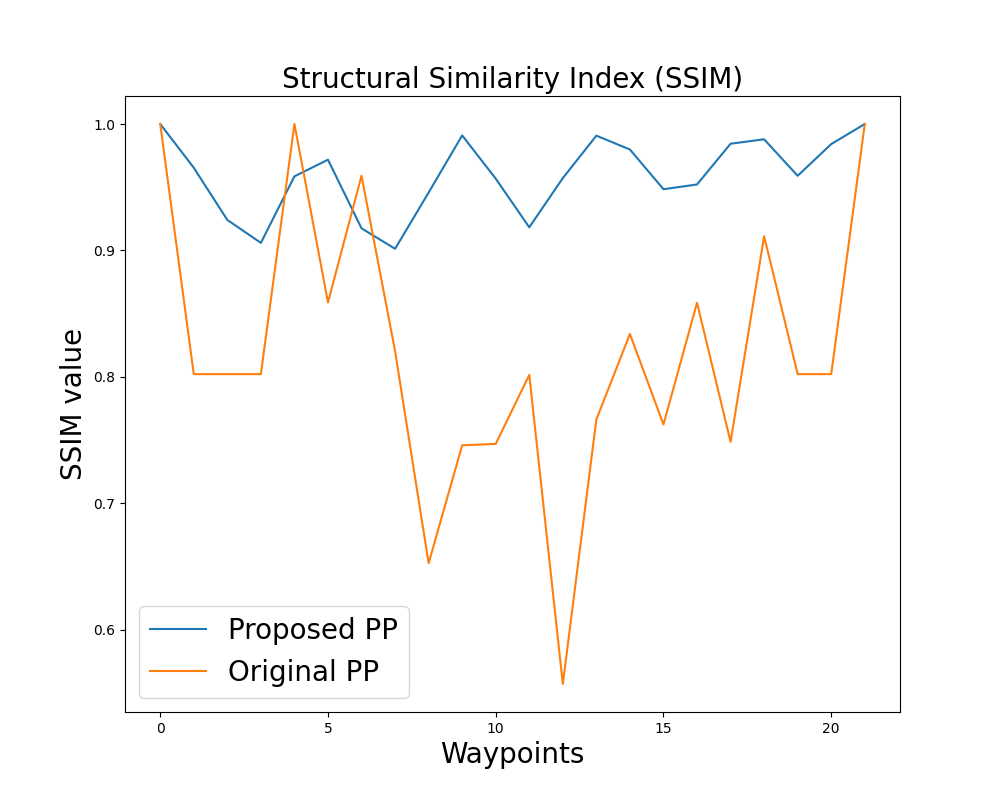 Structural Similarity Index (SSIM)
SSIM value
1.0
0.9
0.8
0.7
0.6
Proposed PP
Original PP
0 5 10 15 20
Waypoints